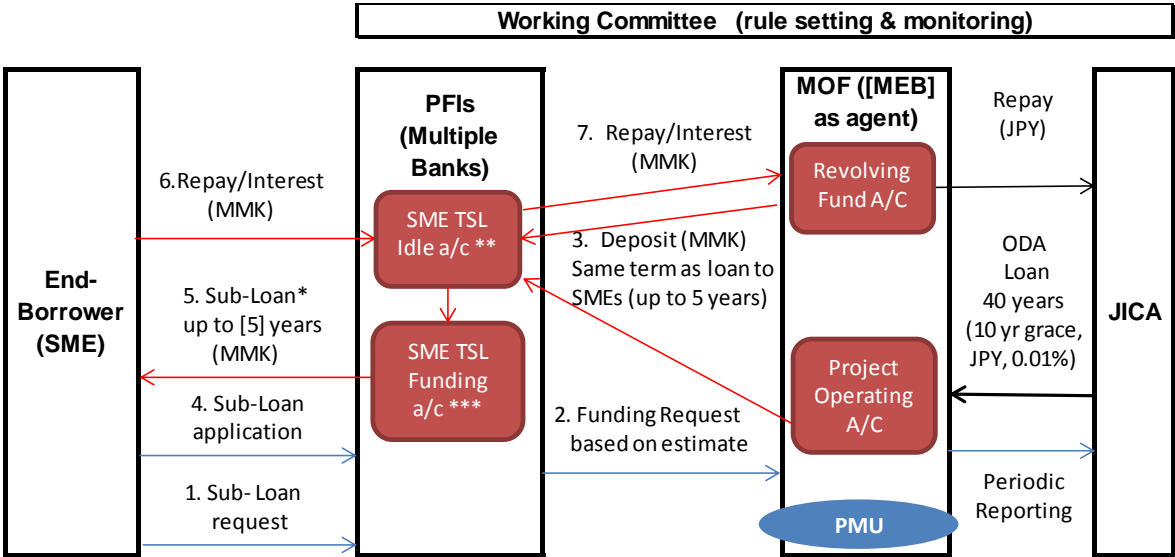 Working Committee (rule setting & monitoring)
End-
Borrower
(SME)
6.Repay/Interest
(MMK)
5. Sub-Loan*
up to [5] years
(MMK)
4. Sub-Loan
application
1. Sub- Loan
request
PFIs
(Multiple
Banks)
SME TSL
Idle a/c **
SME TSL
Funding
a/c ***
7. Repay/Interest
(MMK)
3. Deposit (MMK)
Same term as loan to
SMEs (up to 5 years)
2. Funding Request
based on estimate
MOF ([MEB]
as agent)
Revolving
Fund A/C
Project
Operating
A/C
PMU
Repay
(JPY)
ODA
Loan
40 years
(10 yr grace,
JPY, 0.01%)
Periodic
Reporting
JICA